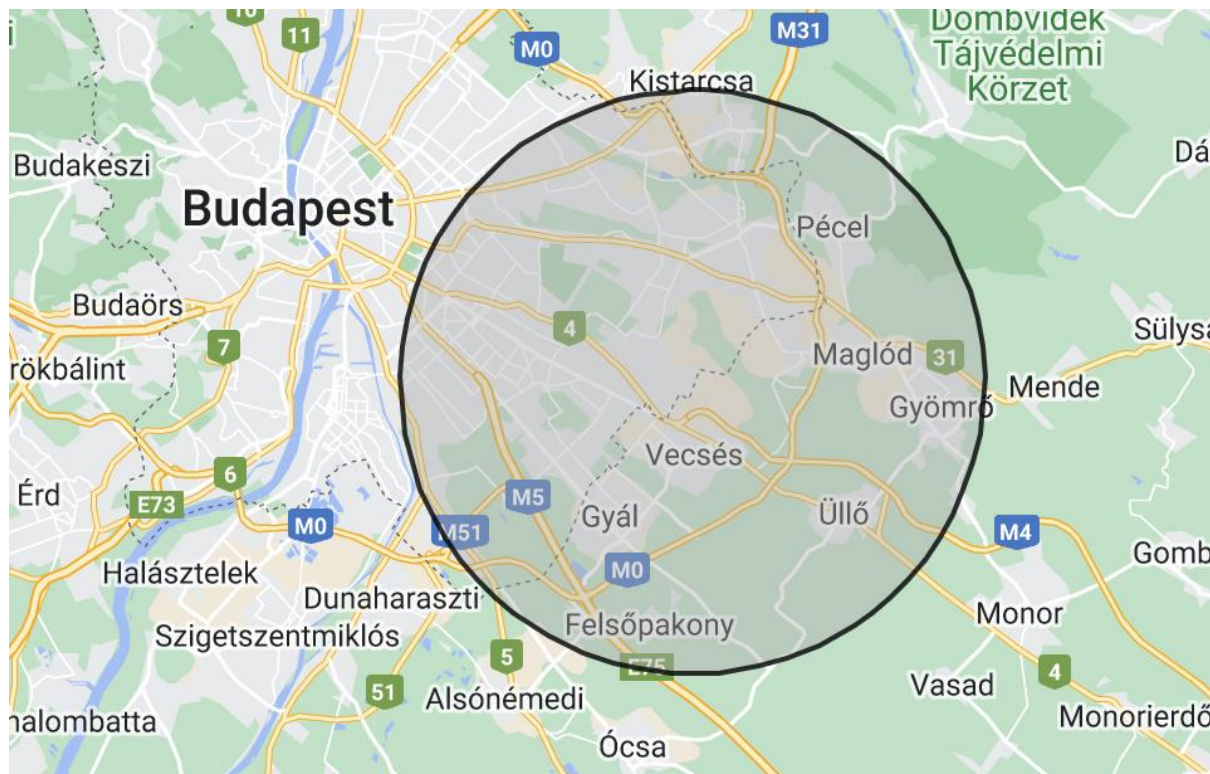 10
11
M0
M31
Dombvidék
Tájvédelmi
Körzet
Kistarcsa
Budakeszi
Dá
Budapest
Pécel
Budaörs
7
4
Sülysá
rökbálint
Maglód
31
Mende
Gyömrő
Vecsés
6
Érd
E73
M0
M5
M51
Gyál
Üllő
M4
Gomb
Halásztelek
M0
Dunaharaszti
Felsőpakony
Monor
Szigetszentmiklós
5
E75
4
51
Alsónémedi
Vasad
halombatta
Monorierdő
Ócsa